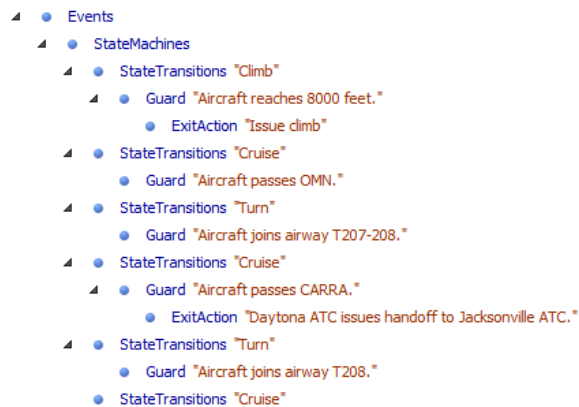 Events
StateMachines
StateTransitions "Climb"
Guard "Aircraft reaches 8000 feet."
ExitAction "Issue climb"
StateTransitions "Cruise"
Guard "Aircraft passes OMN."
StateTransitions "Turn"
Guard "Aircraft joins airway T207-208."
StateTransitions "Cruise"
Guard "Aircraft passes CARRA."
ExitAction "Daytona ATC issues handoff to Jacksonville ATC."
StateTransitions "Turn"
Guard "Aircraft joins airway T208."
StateTransitions "Cruise"